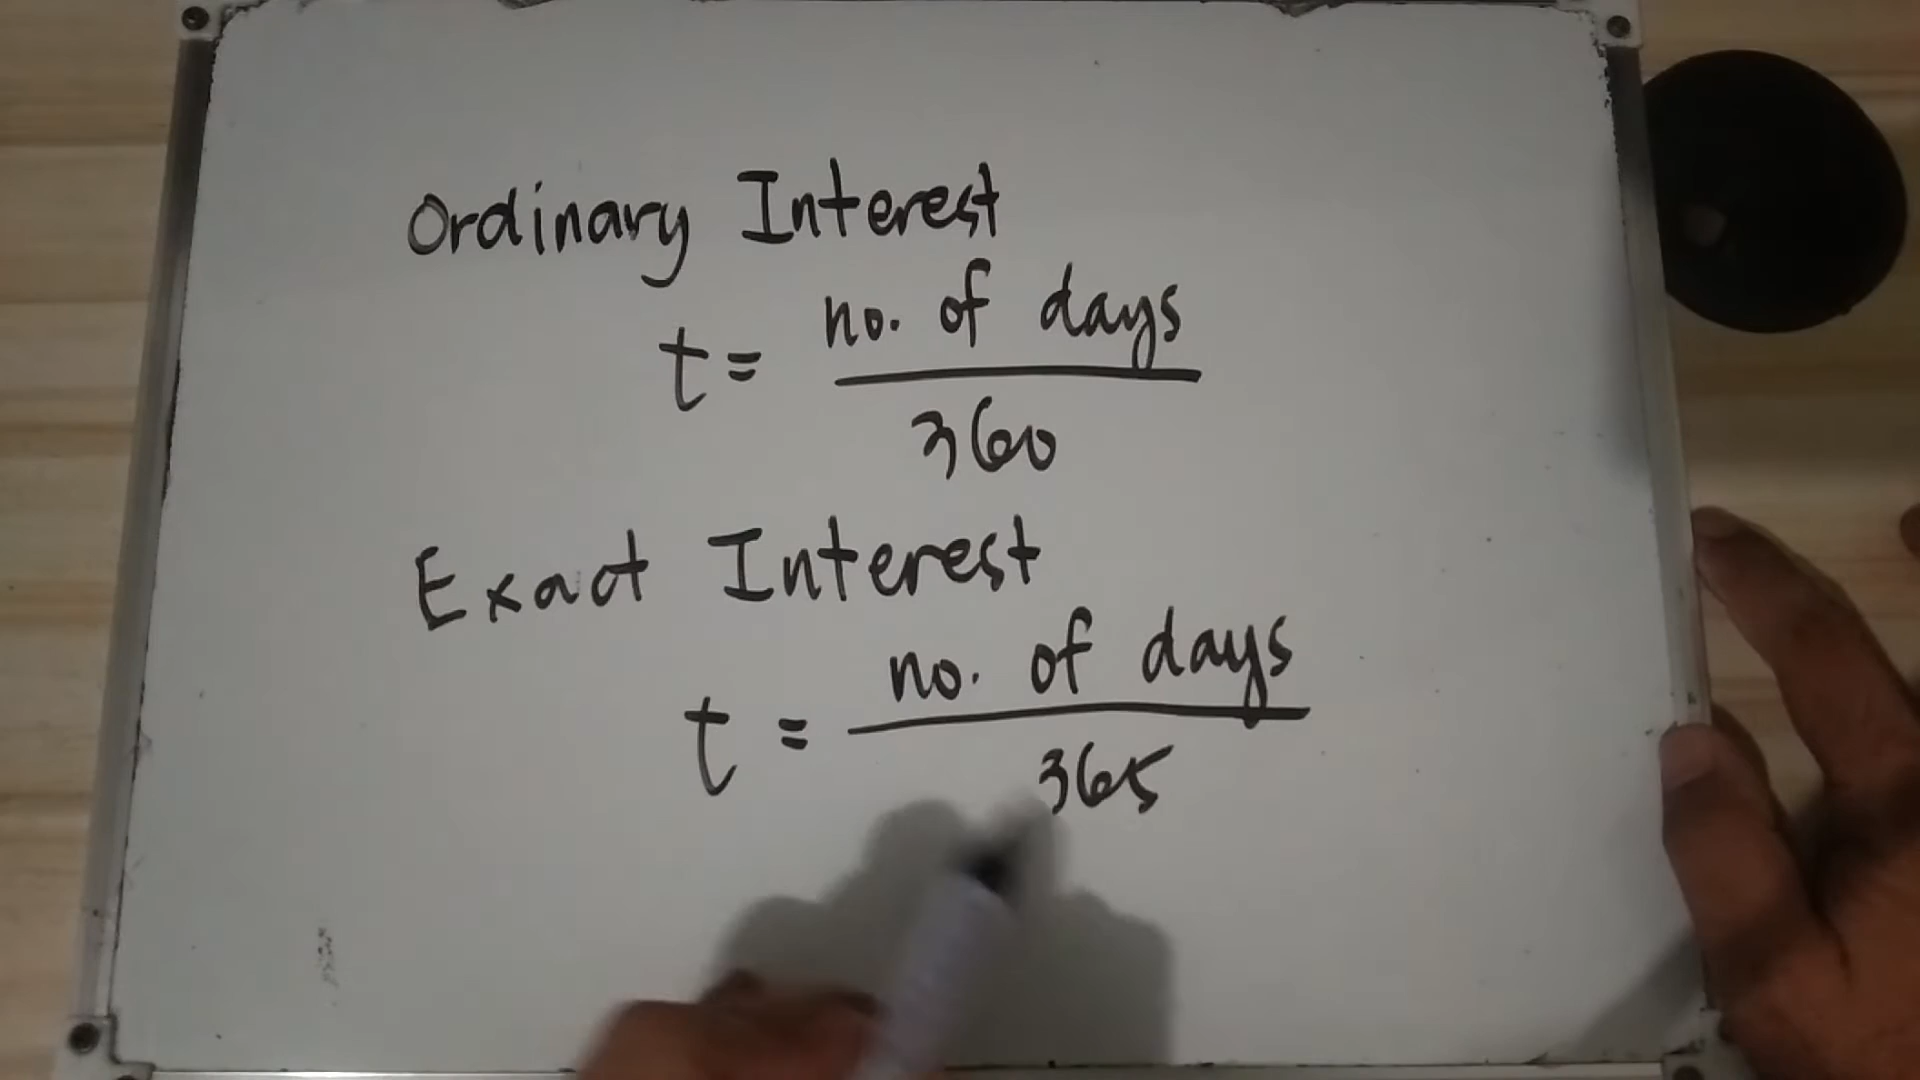 Ordinary Interest
t = no. of days
360
Exact Interest
t = no. of days
365